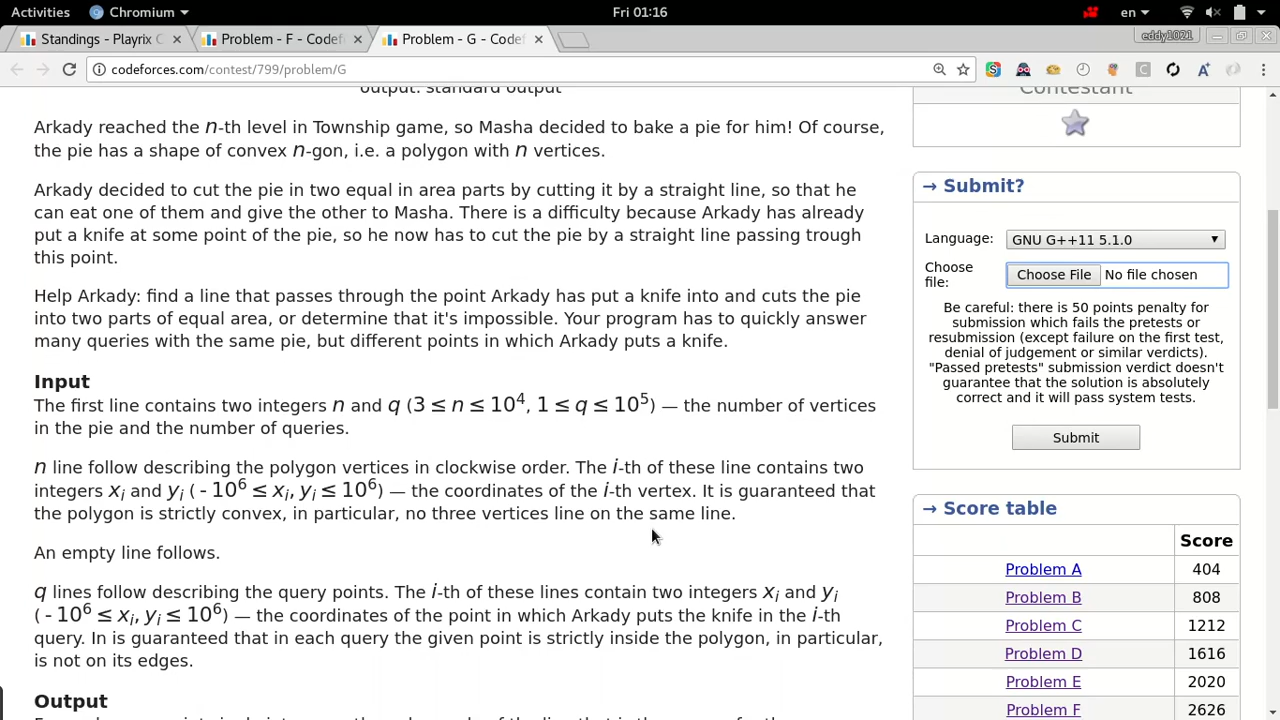 Activities Chromium Fri 01:16 en
Standings - Playrix C Problem - F - Codef Problem - G - Codef eddy1021
codeforces.com/contest/799/problem/G
Contestant
Arkady reached the n-th level in Township game, so Masha decided to bake a pie for him! Of course,
the pie has a shape of convex n-gon, i.e. a polygon with n vertices.
Arkady decided to cut the pie in two equal in area parts by cutting it by a straight line, so that he
can eat one of them and give the other to Masha. There is a difficulty because Arkady has already
put a knife at some point of the pie, so he now has to cut the pie by a straight line passing trough
this point.
Help Arkady: find a line that passes through the point Arkady has put a knife into and cuts the pie
into two parts of equal area, or determine that it's impossible. Your program has to quickly answer
many queries with the same pie, but different points in which Arkady puts a knife.
Input
The first line contains two integers n and q (3 ≤ n ≤ 10^4, 1 ≤ q ≤ 10^5) — the number of vertices
in the pie and the number of queries.
n line follow describing the polygon vertices in clockwise order. The i-th of these line contains two
integers x_i and y_i ( - 10^6 ≤ x_i, y_i ≤ 10^6) — the coordinates of the i-th vertex. It is guaranteed that
the polygon is strictly convex, in particular, no three vertices line on the same line.
An empty line follows.
q lines follow describing the query points. The i-th of these lines contain two integers x_i and y_i
( - 10^6 ≤ x_i, y_i ≤ 10^6) — the coordinates of the point in which Arkady puts the knife in the i-th
query. In is guaranteed that in each query the given point is strictly inside the polygon, in particular,
is not on its edges.
Output
→ Submit?
Language: GNU G++11 5.1.0
Choose
file: Choose File No file chosen
Be careful: there is 50 points penalty for
submission which fails the pretests or
resubmission (except failure on the first test,
denial of judgement or similar verdicts).
"Passed pretests" submission verdict doesn't
guarantee that the solution is absolutely
correct and it will pass system tests.
Submit
→ Score table
Score
Problem A 404
Problem B 808
Problem C 1212
Problem D 1616
Problem E 2020
Problem F 2626